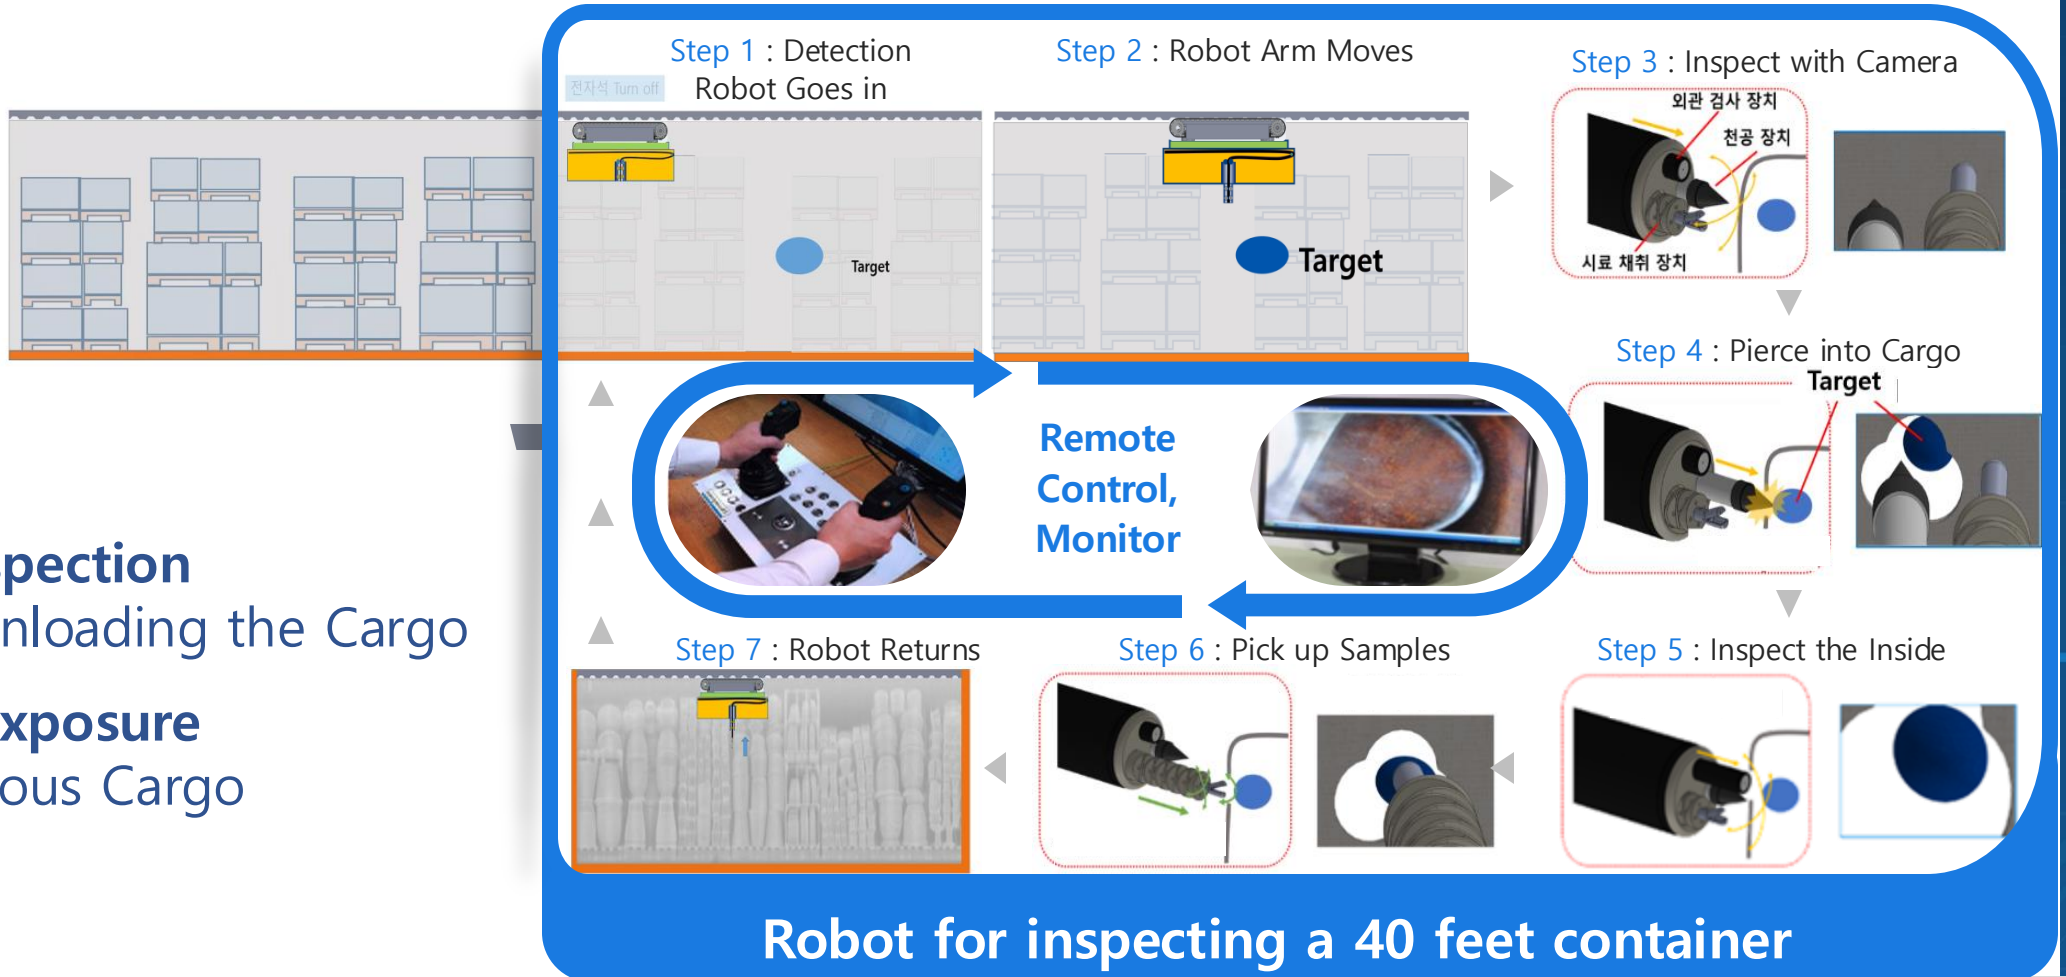 Step 1 : Detection
Robot Goes in
전자석 Turn off
Target
Step 2 : Robot Arm Moves
Target
Step 3 : Inspect with Camera
외관 검사 장치
천공 장치
시료 채취 장치
Step 4 : Pierce into Cargo
Target
Remote
Control,
Monitor
Step 5 : Inspect the Inside
Step 6 : Pick up Samples
Step 7 : Robot Returns
spection
nloading the Cargo
xposure
ous Cargo
Robot for inspecting a 40 feet container